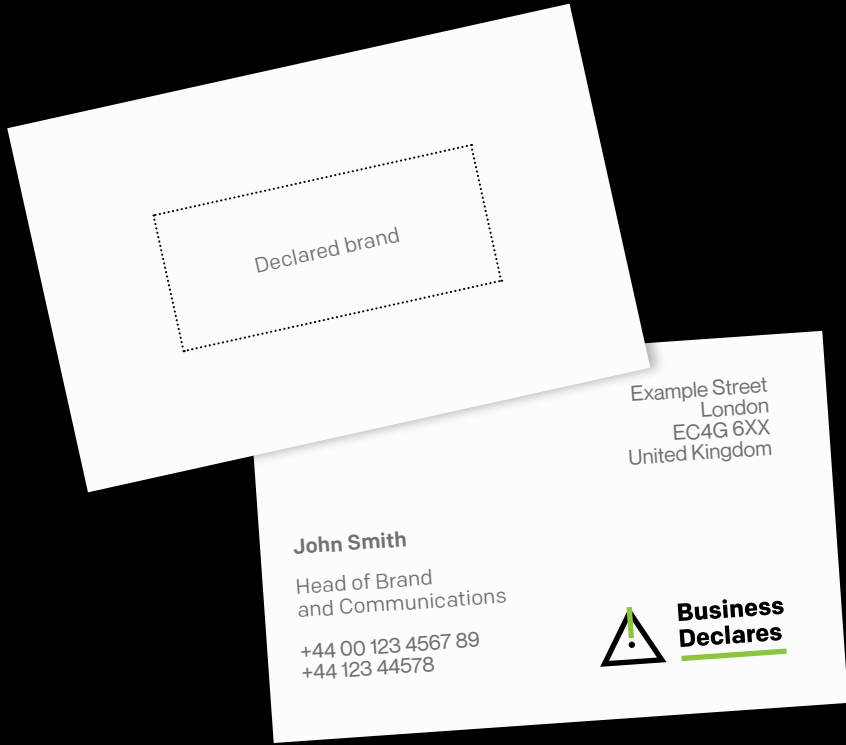 Declared brand
Example Street
London
EC4G 6XX
United Kingdom
John Smith
Head of Brand
and Communications
+44 00 123 4567 89
+44 123 44578
Business
Declares